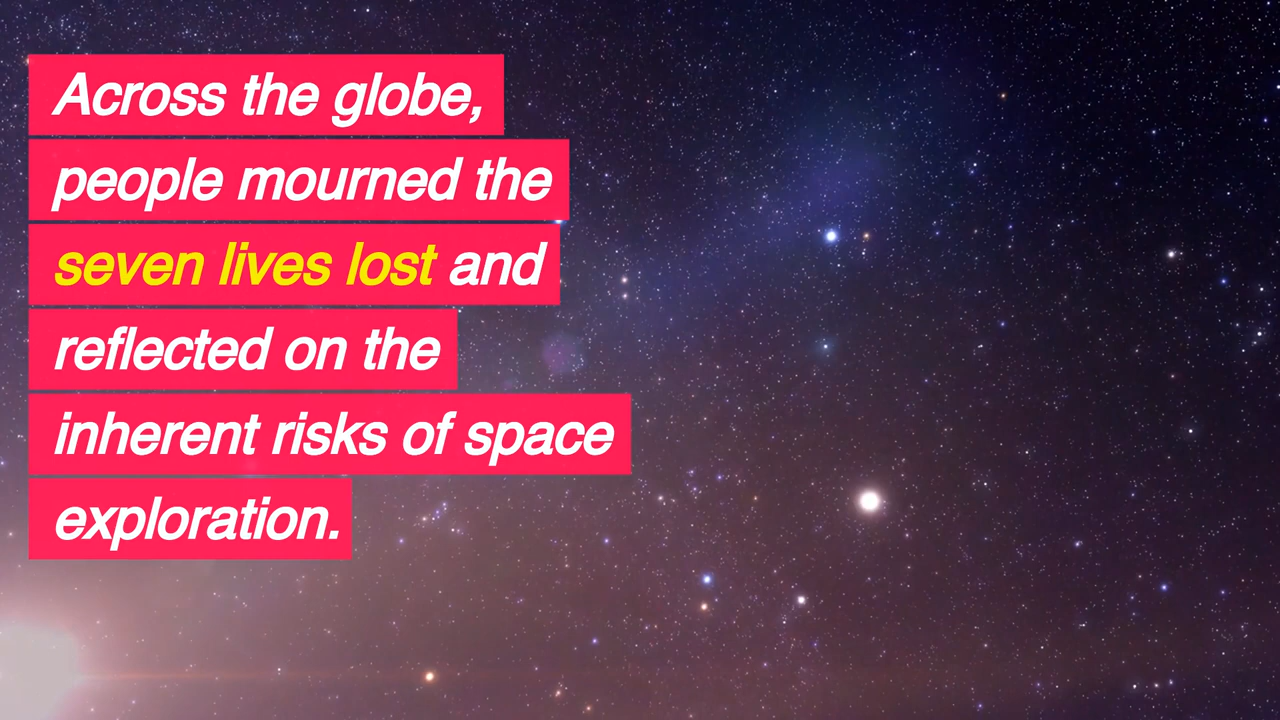 Across the globe,
people mourned the
seven lives lost and
reflected on the
inherent risks of space
exploration.